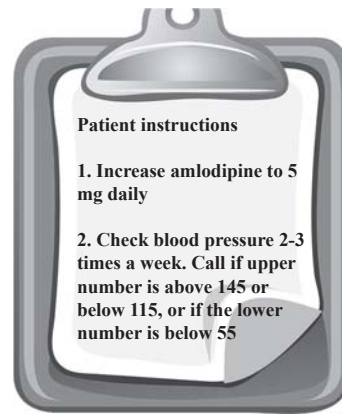 Patient instructions
1. Increase amlodipine to 5
mg daily
2. Check blood pressure 2-3
times a week. Call if upper
number is above 145 or
below 115, or if the lower
number is below 55